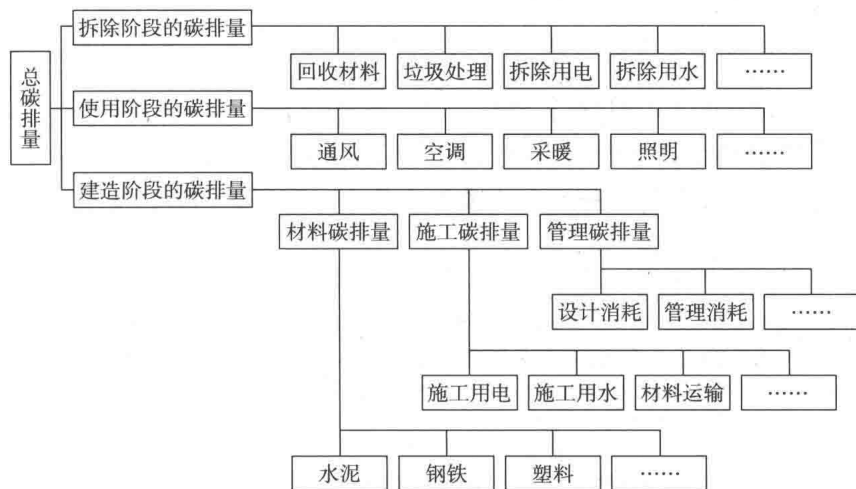 总碳排量
拆除阶段的碳排量
回收材料 垃圾处理 拆除用电 拆除用水 ……
使用阶段的碳排量
通风 空调 采暖 照明 ……
建造阶段的碳排量
材料碳排量 施工碳排量 管理碳排量
设计消耗 管理消耗 ……
施工用电 施工用水 材料运输 ……
水泥 钢铁 塑料 ……